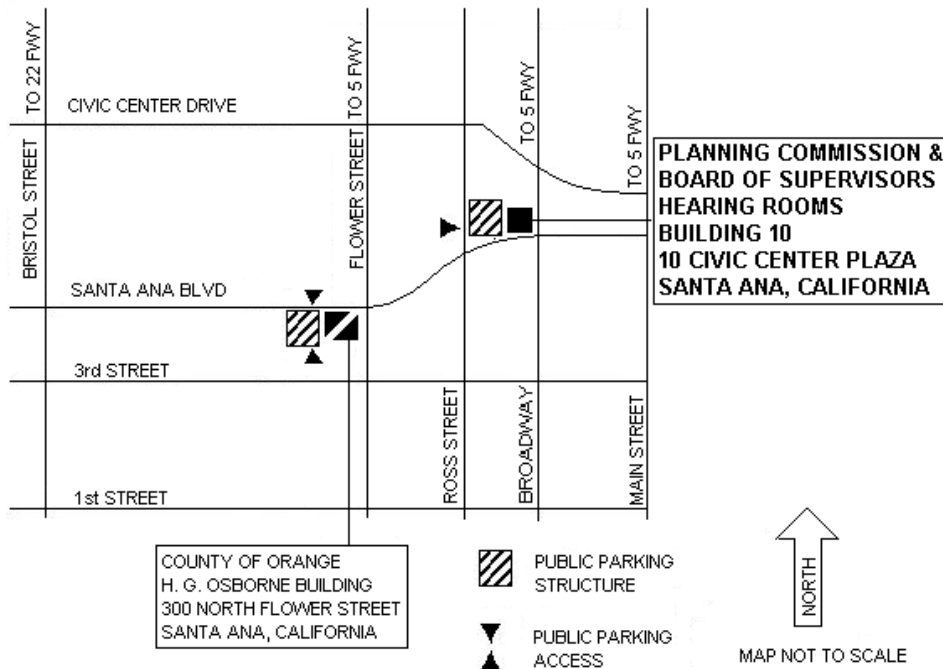 TO 22 FWY
TO 5 FWY
TO 5 FWY
TO 5 FWY
CIVIC CENTER DRIVE
BRISTOL STREET
FLOWER STREET
PLANNING COMMISSION &
BOARD OF SUPERVISORS
HEARING ROOMS
BUILDING 10
10 CIVIC CENTER PLAZA
SANTA ANA, CALIFORNIA
SANTA ANA BLVD
3rd STREET
ROSS STREET
BROADWAY
MAIN STREET
1st STREET
COUNTY OF ORANGE
H. G. OSBORNE BUILDING
300 NORTH FLOWER STREET
SANTA ANA, CALIFORNIA
PUBLIC PARKING
STRUCTURE
PUBLIC PARKING
ACCESS
NORTH
MAP NOT TO SCALE